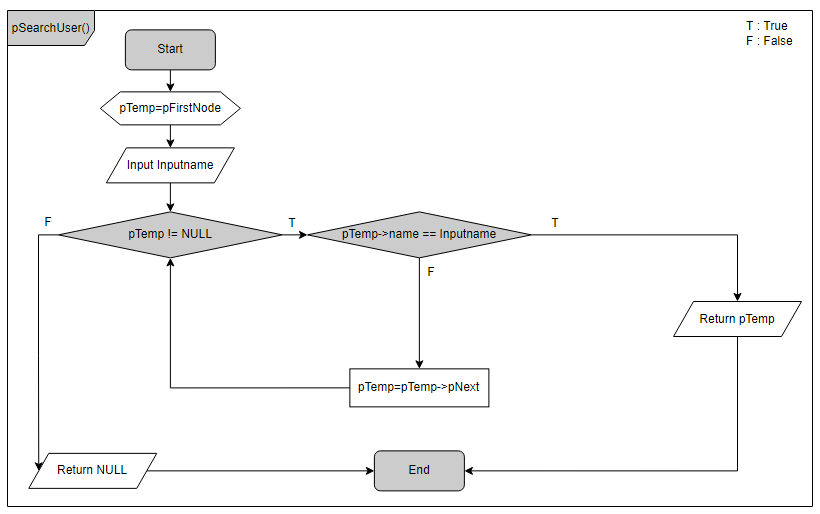 pSearchUser()
T : True
F : False
Start
pTemp=pFirstNode
Input Inputname
F
pTemp != NULL
T
pTemp->name == Inputname
T
F
Return pTemp
pTemp=pTemp->pNext
Return NULL
End